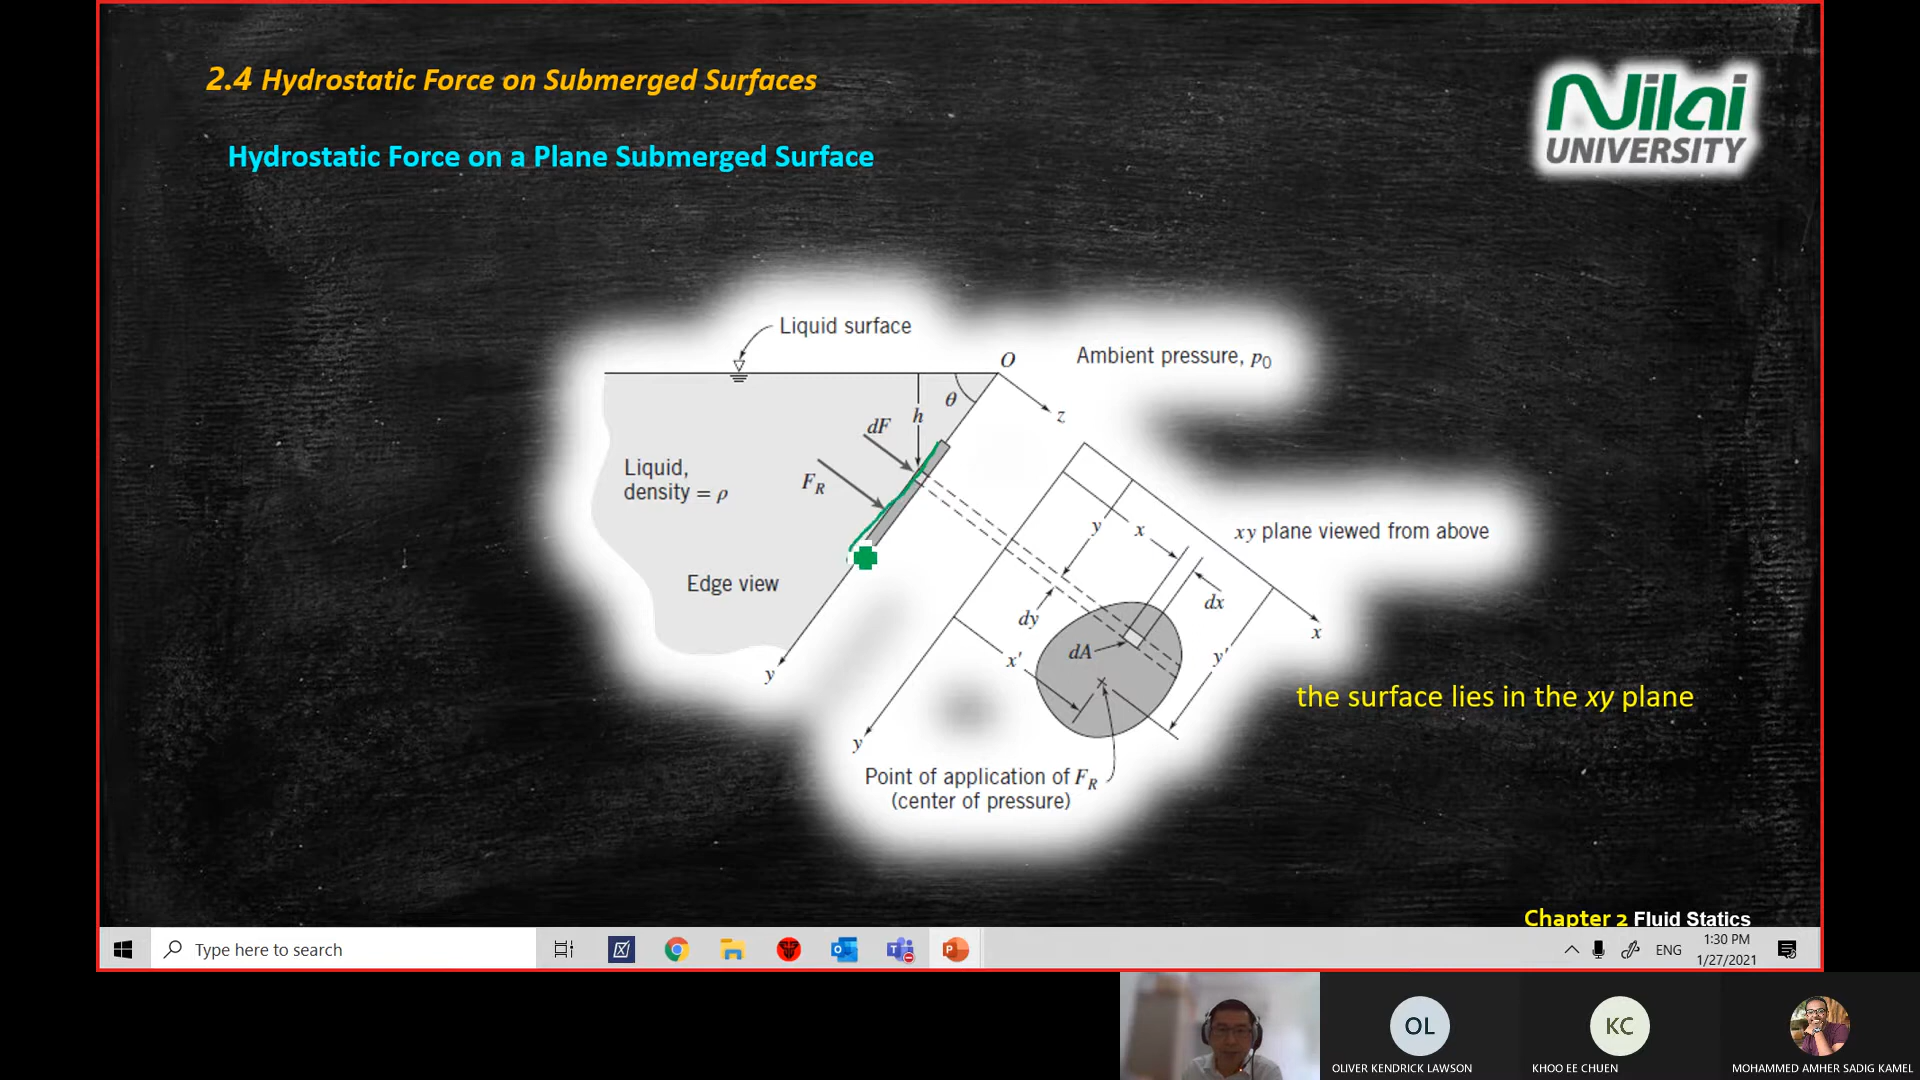 2.4 Hydrostatic Force on Submerged Surfaces
Nilai
UNIVERSITY
Hydrostatic Force on a Plane Submerged Surface
Liquid surface
O
Ambient pressure, p0
θ
h
z
dF
Liquid,
density = ρ
FR
y
x
xy plane viewed from above
Edge view
dx
dy
x
dA
x'
y'
y
the surface lies in the xy plane
y
Point of application of FR
(center of pressure)
Chapter 2 Fluid Statics
Type here to search
ENG
1:30 PM
1/27/2021
OL
KC
OLIVER KENDRICK LAWSON
KHOO EE CHUEN
MOHAMMED AMHER SADIG KAMEL